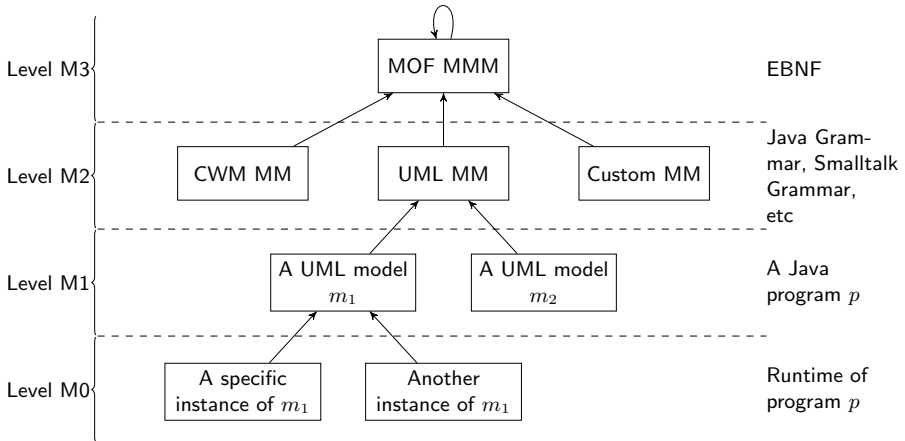 Level M3
MOF MMM
EBNF
Level M2
CWM MM
UML MM
Custom MM
Java Gram-
mar, Smalltalk
Grammar,
etc
Level M1
A UML model
m₁
A UML model
m₂
A Java
program p
Level M0
A specific
instance of m₁
Another
instance of m₁
Runtime of
program p